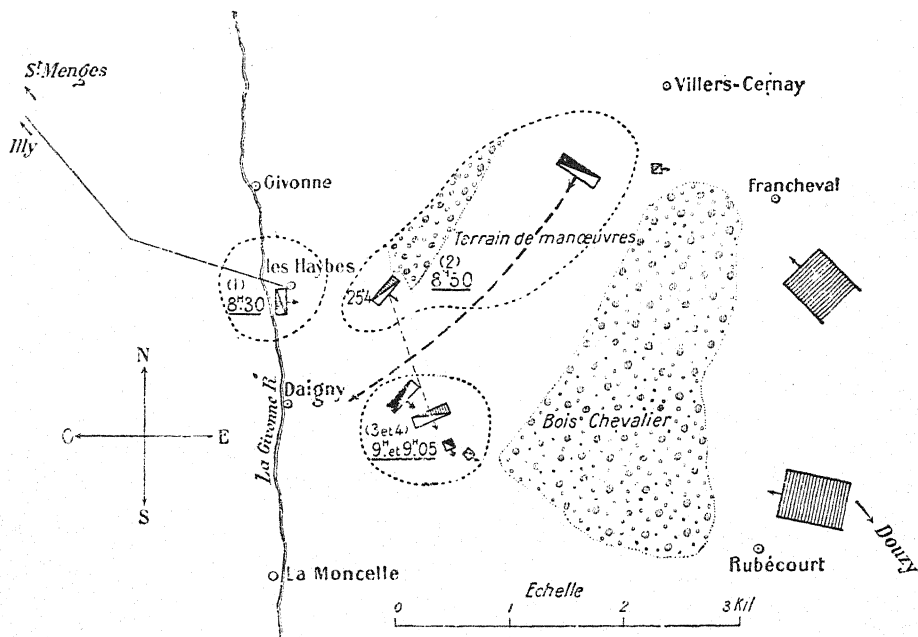 St Menges
Illy
Villers-Cernay
Givonne
Francheval
Terrain de manœuvres
les Haybes
(1)
8H30
(2)
8H50
254
N
O E
S
La Givonne R.
Daigny
(3 et 4)
9H et 9H05
Bois Chevalier
Douzy
Rubécourt
La Moncelle
Echelle
0 1 2 3 Kil